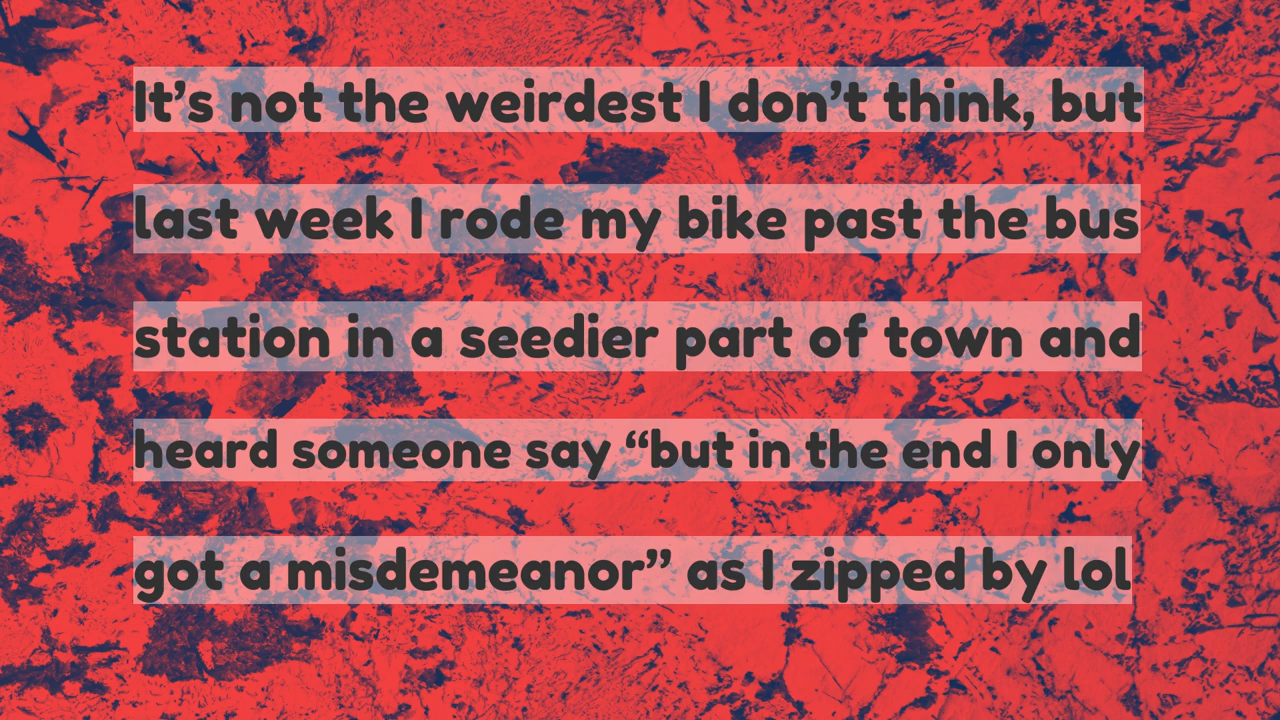 It’s not the weirdest I don’t think, but
last week I rode my bike past the bus
station in a seedier part of town and
heard someone say “but in the end I only
got a misdemeanor” as I zipped by lol